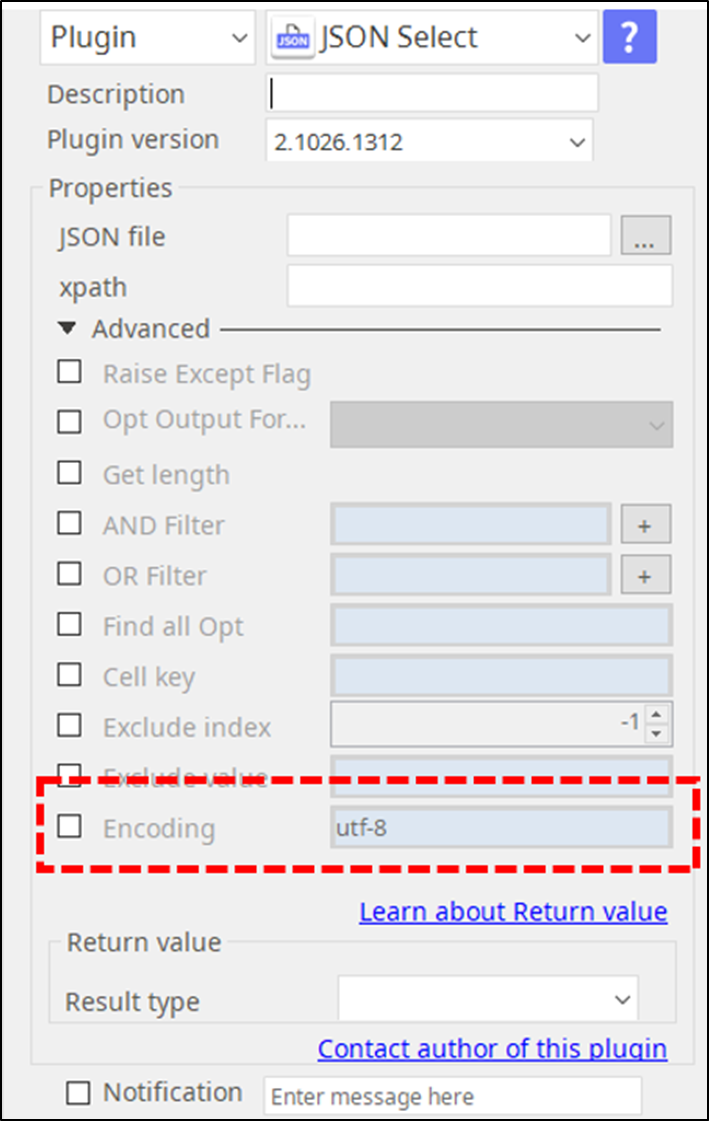 Plugin JSON JSON Select ?
Description
Plugin version 2.1026.1312
Properties
JSON file ...
xpath
Advanced
Raise Except Flag
Opt Output For...
Get length
AND Filter +
OR Filter +
Find all Opt
Cell key
Exclude index -1
Exclude value
Encoding utf-8
Learn about Return value
Return value
Result type
Contact author of this plugin
Notification Enter message here